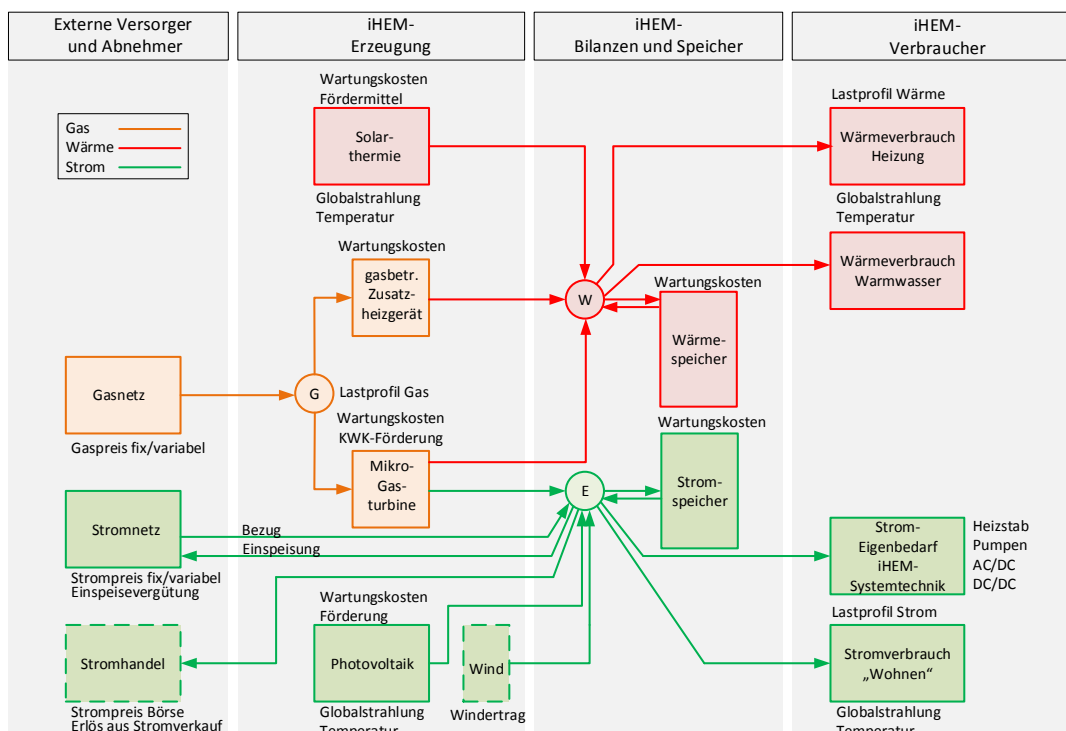 Externe Versorger
und Abnehmer
iHEM-
Erzeugung
iHEM-
Bilanzen und Speicher
iHEM-
Verbraucher
Gas
Wärme
Strom
Gasnetz
Gaspreis fix/variabel
Stromnetz
Strompreis fix/variabel
Einspeisevergütung
Stromhandel
Strompreis Börse
Erlös aus Stromverkauf
Wartungskosten
Fördermittel
Solar-
thermie
Globalstrahlung
Temperatur
Wartungskosten
gasbetr.
Zusatz-
heizgerät
G
Lastprofil Gas
Wartungskosten
KWK-Förderung
Mikro-
Gas-
turbine
Bezug
Einspeisung
Wartungskosten
Förderung
Photovoltaik
Globalstrahlung
Temperatur
Wind
Windertrag
W
Wartungskosten
Wärme-
speicher
Wartungskosten
E
Strom-
speicher
Lastprofil Wärme
Wärmeverbrauch
Heizung
Globalstrahlung
Temperatur
Wärmeverbrauch
Warmwasser
Strom-
Eigenbedarf
iHEM-
Systemtechnik
Heizstab
Pumpen
AC/DC
DC/DC
Lastprofil Strom
Stromverbrauch
„Wohnen“
Globalstrahlung
Temperatur